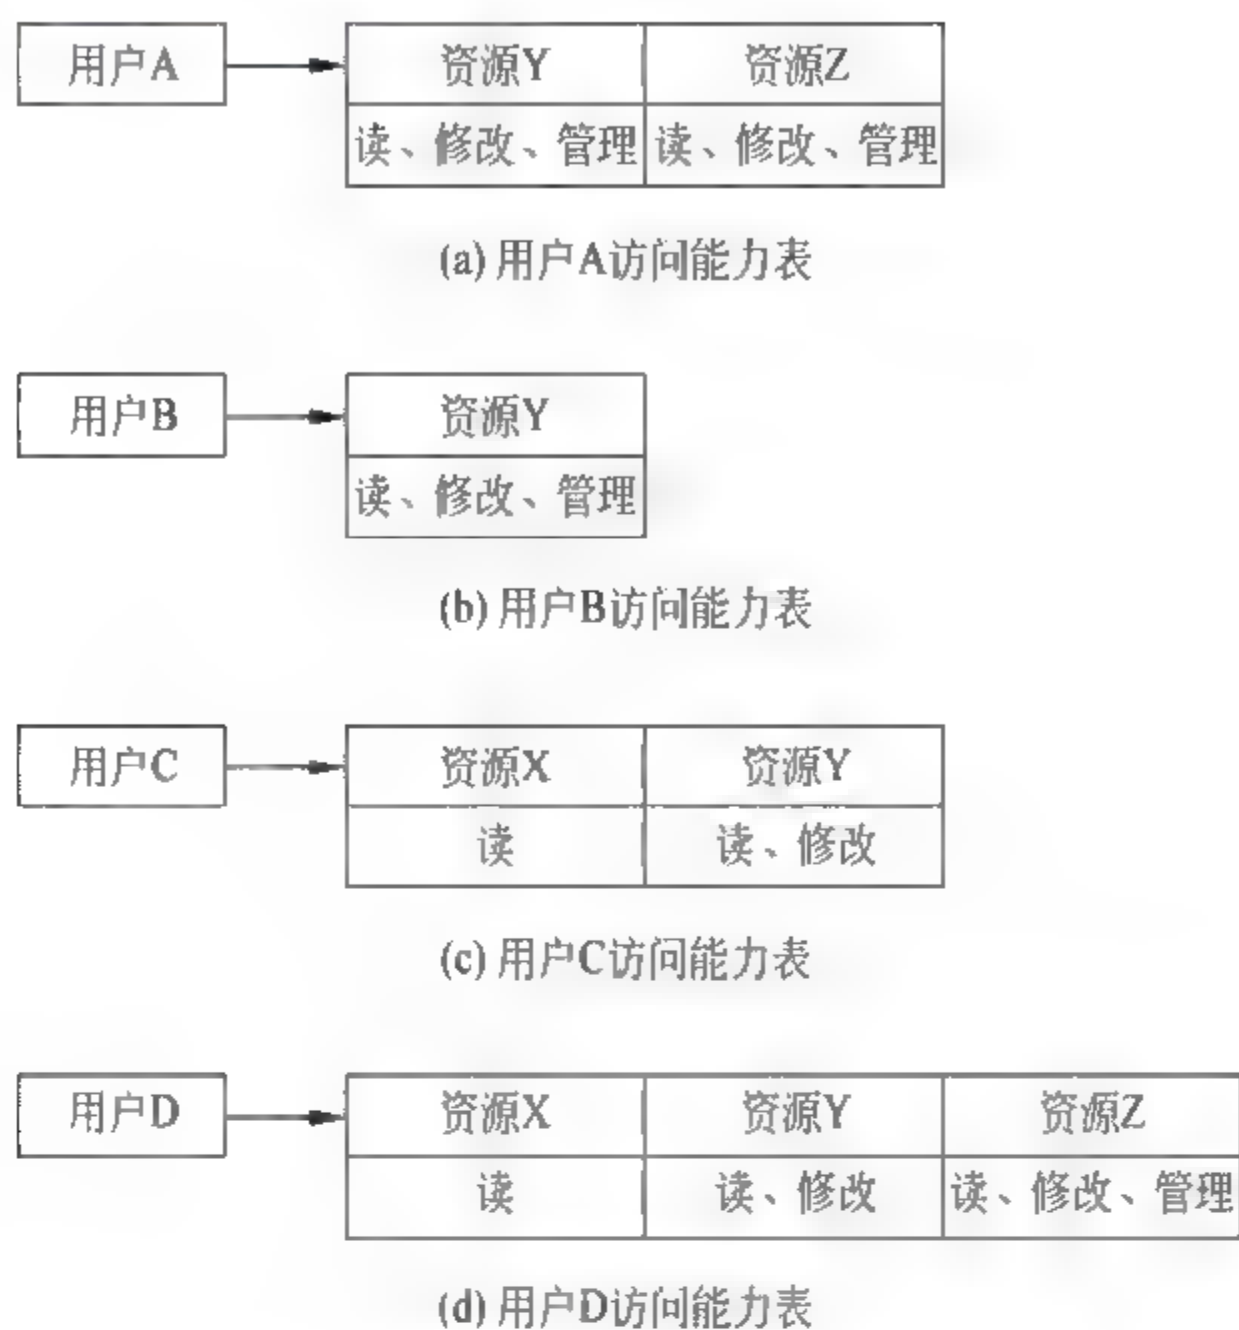 用户A 资源Y 资源Z
读、修改、管理 读、修改、管理
(a) 用户A访问能力表
用户B 资源Y
读、修改、管理
(b) 用户B访问能力表
用户C 资源X 资源Y
读 读、修改
(c) 用户C访问能力表
用户D 资源X 资源Y 资源Z
读 读、修改 读、修改、管理
(d) 用户D访问能力表